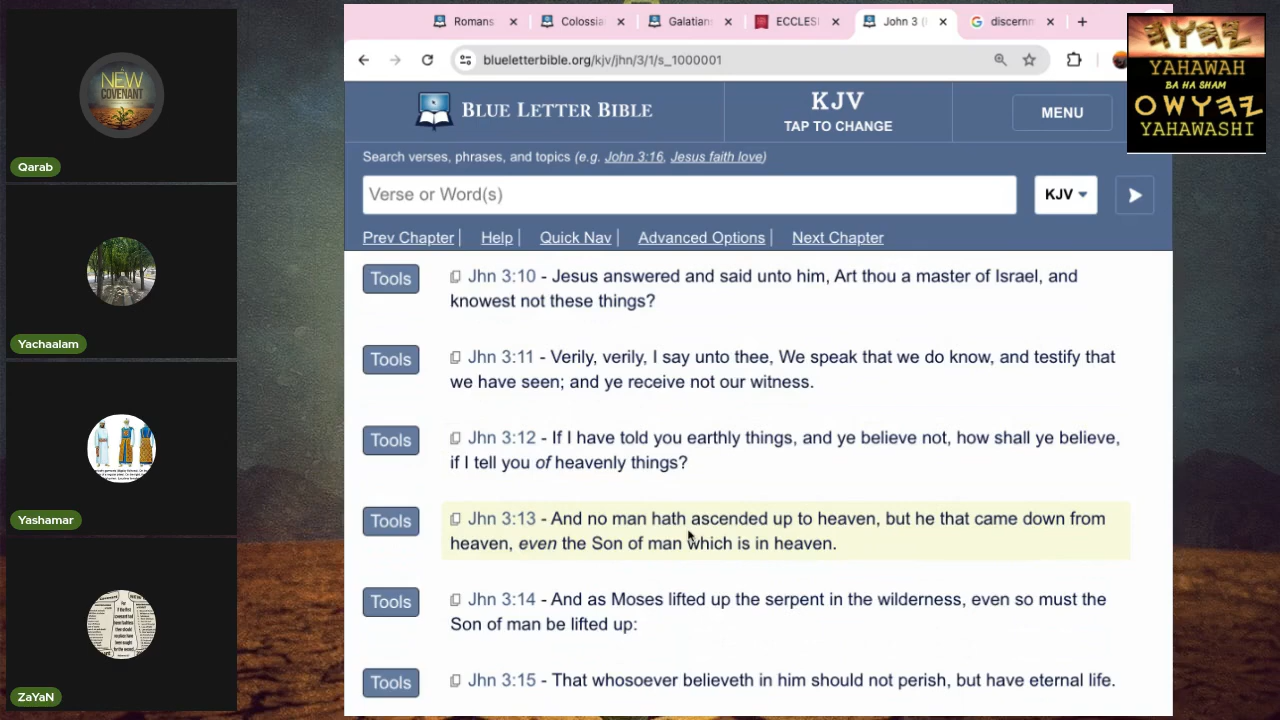 NEW
COVENANT
Qarab
Yachaalam
Yashamar
ZaYaN
Romans
Colossia
Galatian
ECCLESI
John 3 (
discernm
blueletterbible.org/kjv/jhn/3/1/s_1000001
BLUE LETTER BIBLE
KJV
TAP TO CHANGE
MENU
Search verses, phrases, and topics (e.g. John 3:16, Jesus faith love)
Verse or Word(s)
KJV
Prev Chapter | Help | Quick Nav | Advanced Options | Next Chapter
Tools
Jhn 3:10 - Jesus answered and said unto him, Art thou a master of Israel, and
knowest not these things?
Tools
Jhn 3:11 - Verily, verily, I say unto thee, We speak that we do know, and testify that
we have seen; and ye receive not our witness.
Tools
Jhn 3:12 - If I have told you earthly things, and ye believe not, how shall ye believe,
if I tell you of heavenly things?
Tools
Jhn 3:13 - And no man hath ascended up to heaven, but he that came down from
heaven, even the Son of man which is in heaven.
Tools
Jhn 3:14 - And as Moses lifted up the serpent in the wilderness, even so must the
Son of man be lifted up:
Tools
Jhn 3:15 - That whosoever believeth in him should not perish, but have eternal life.
YAHAWAH
BA HA SHAM
YAHAWASHI